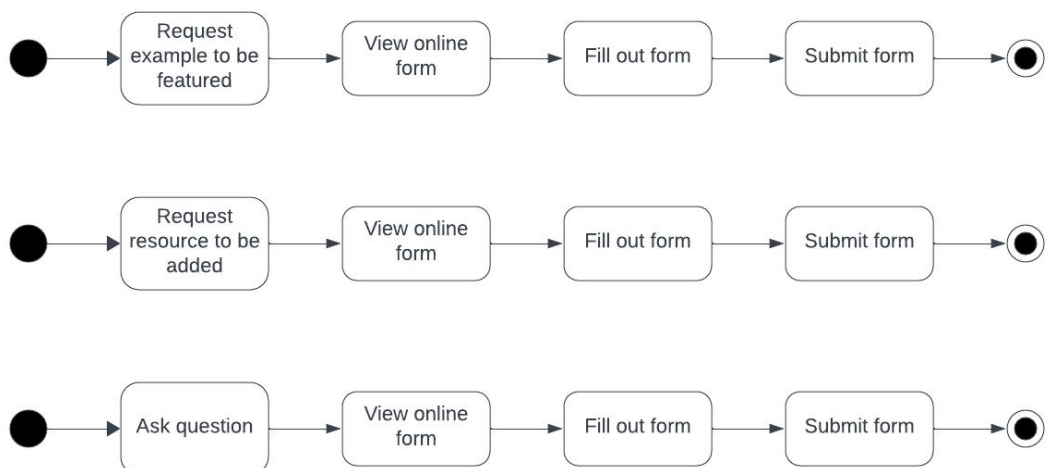 Request
example to be
featured
View online
form
Fill out form
Submit form
Request
resource to be
added
View online
form
Fill out form
Submit form
Ask question
View online
form
Fill out form
Submit form